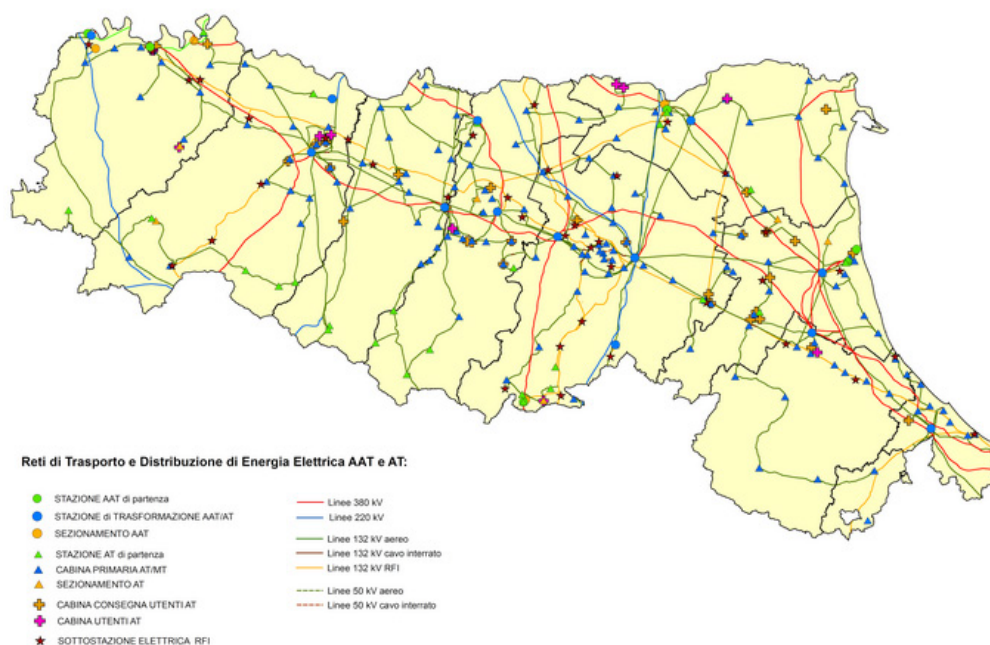 Reti di Trasporto e Distribuzione di Energia Elettrica AAT e AT:
STAZIONE AAT di partenza
STAZIONE di TRASFORMAZIONE AAT/AT
SEZIONAMENTO AAT
STAZIONE AT di partenza
CABINA PRIMARIA AT/MT
SEZIONAMENTO AT
CABINA CONSEGNA UTENTI AT
CABINA UTENTI AT
SOTTOSTAZIONE ELETTRICA RFI
Linee 380 kV
Linee 220 kV
Linee 132 kV aereo
Linee 132 kV cavo interrato
Linee 132 kV RFI
Linee 50 kV aereo
Linee 50 kV cavo interrato